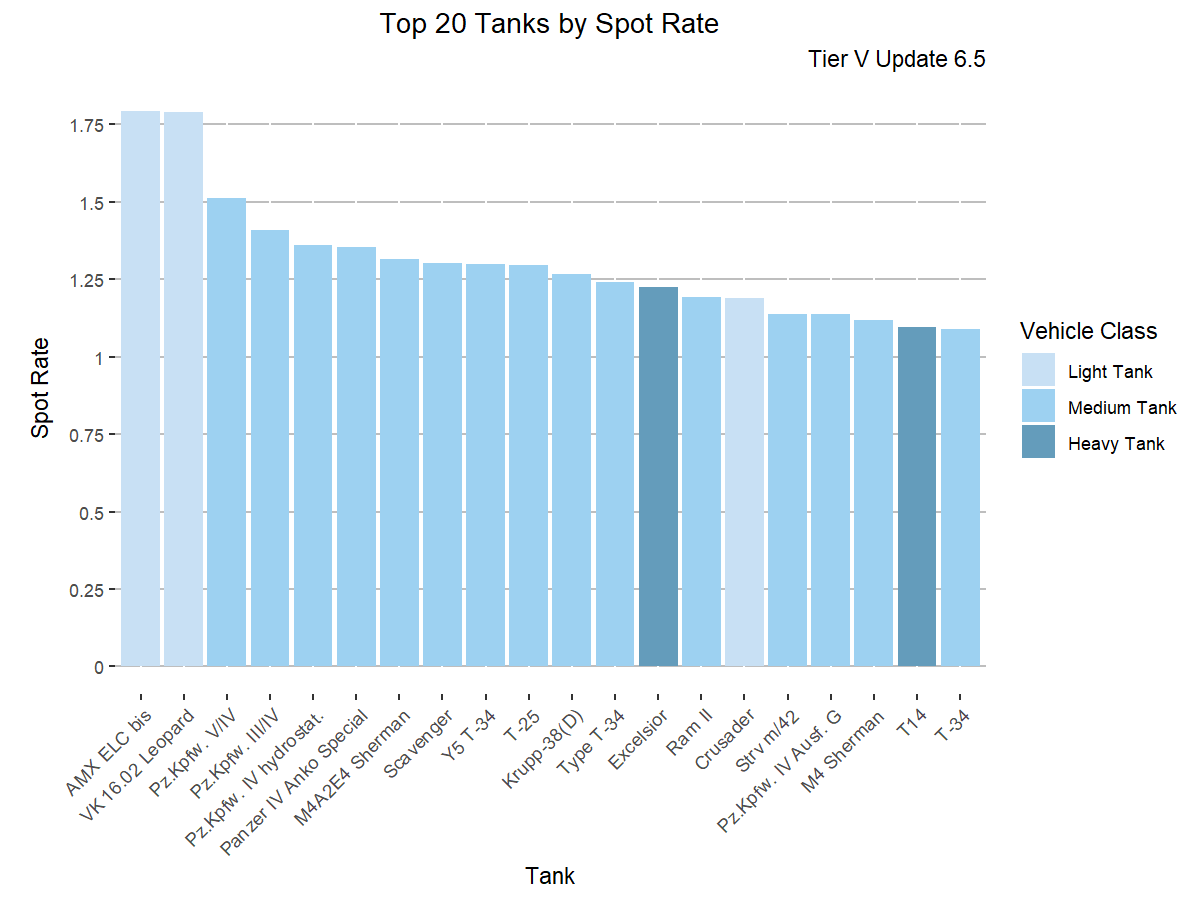 Top 20 Tanks by Spot Rate
Tier V Update 6.5
Spot Rate
1.75
1.5
1.25
1
0.75
0.5
0.25
0
AMX ELC bis
VK 16.02 Leopard
Pz.Kpfw. V/IV
Pz.Kpfw. III/IV
Pz.Kpfw. IV hydrostat.
Panzer IV Anko Special
M4A2E4 Sherman
Scavenger
Y5 T-34
T-25
Krupp-38(D)
Type T-34
Excelsior
Ram II
Crusader
Strv m/42
Pz.Kpfw. IV Ausf. G
M4 Sherman
T14
T-34
Tank
Vehicle Class
Light Tank
Medium Tank
Heavy Tank